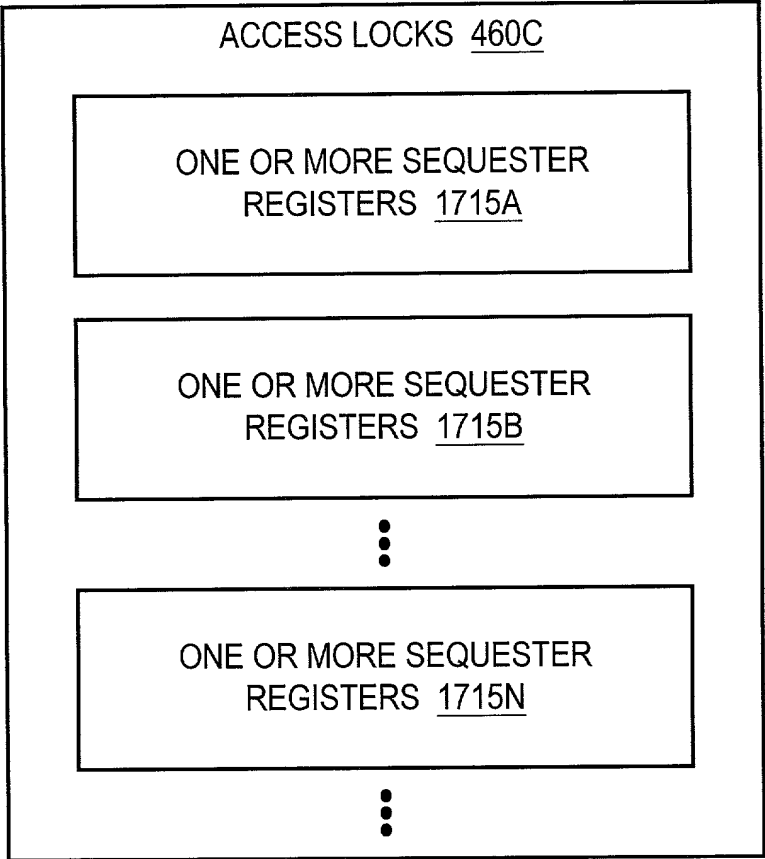 ACCESS LOCKS 460C
ONE OR MORE SEQUESTER
REGISTERS 1715A
ONE OR MORE SEQUESTER
REGISTERS 1715B
ONE OR MORE SEQUESTER
REGISTERS 1715N